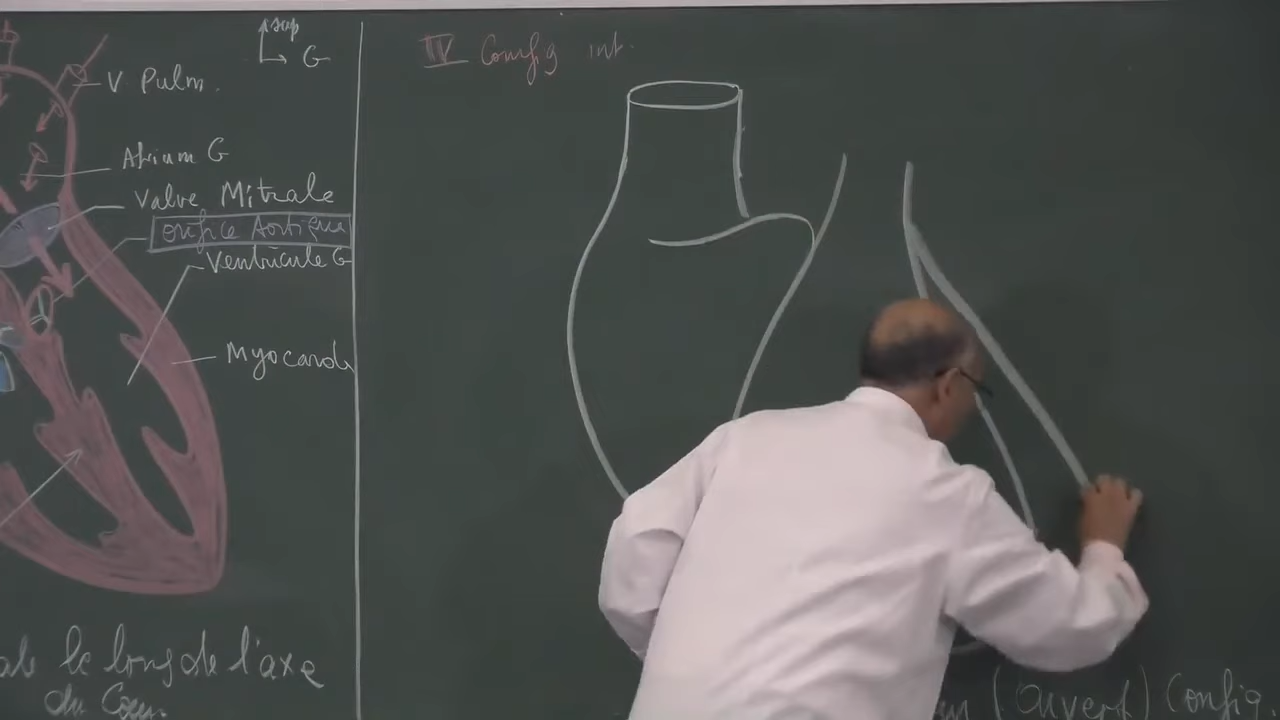 sup
G
V Pulm.
Atrium G
Valve Mitrale
orifice Aortique
Ventricule G
Myocarde
le long de l'axe
du Coeur
IV Config int.
(ouvert) Config.